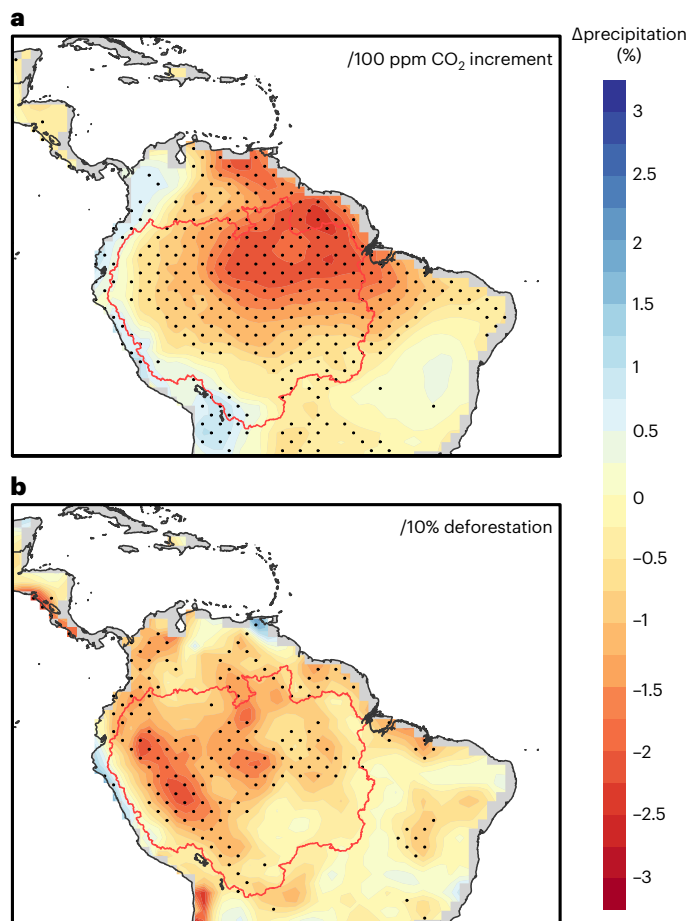 a
/100 ppm CO₂ increment
Δprecipitation
(%)
3
2.5
2
1.5
1
0.5
0
–0.5
–1
–1.5
–2
–2.5
–3
b
/10% deforestation